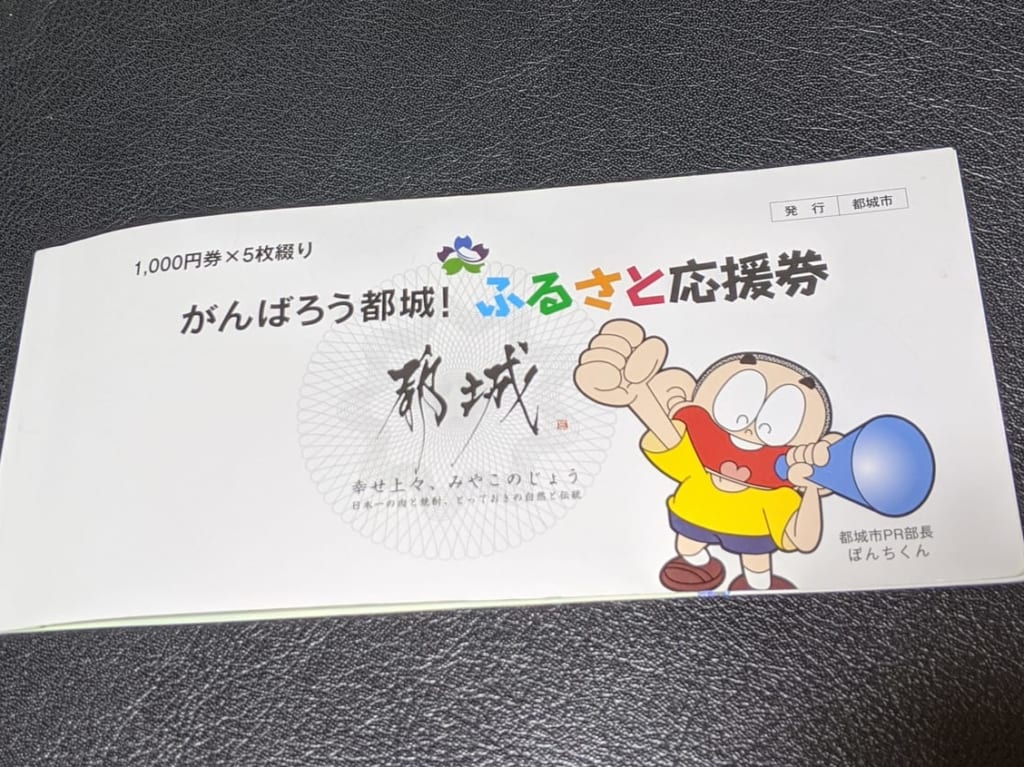 発行 都城市
1,000円券×5枚綴り
がんばろう都城! ふるさと応援券
都城
幸せ上々、みやこのじょう
日本一の肉と焼酎、とっておきの自然と伝統
都城市PR部長
ぼんちくん